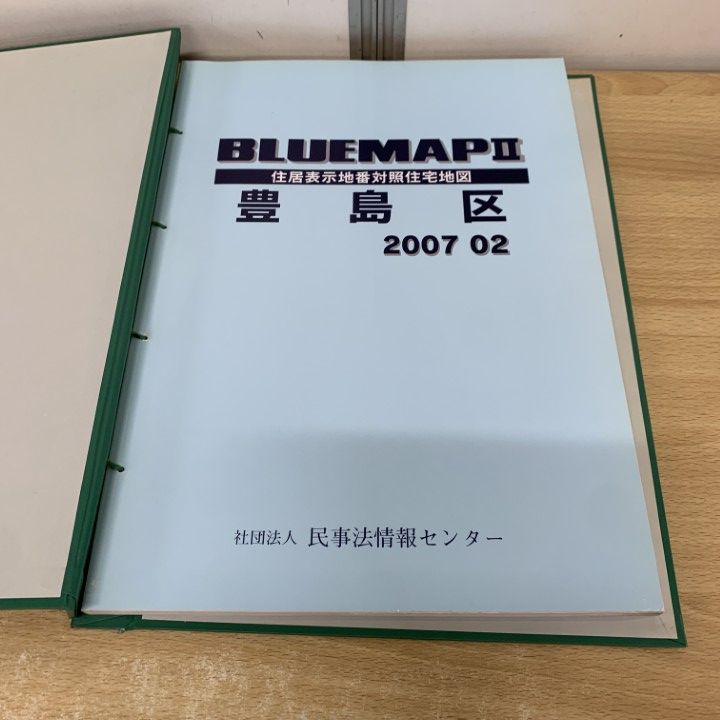 BLUEMAPII
住居表示地番対照住宅地図
豊島区
2007 02
社団法人 民事法情報センター